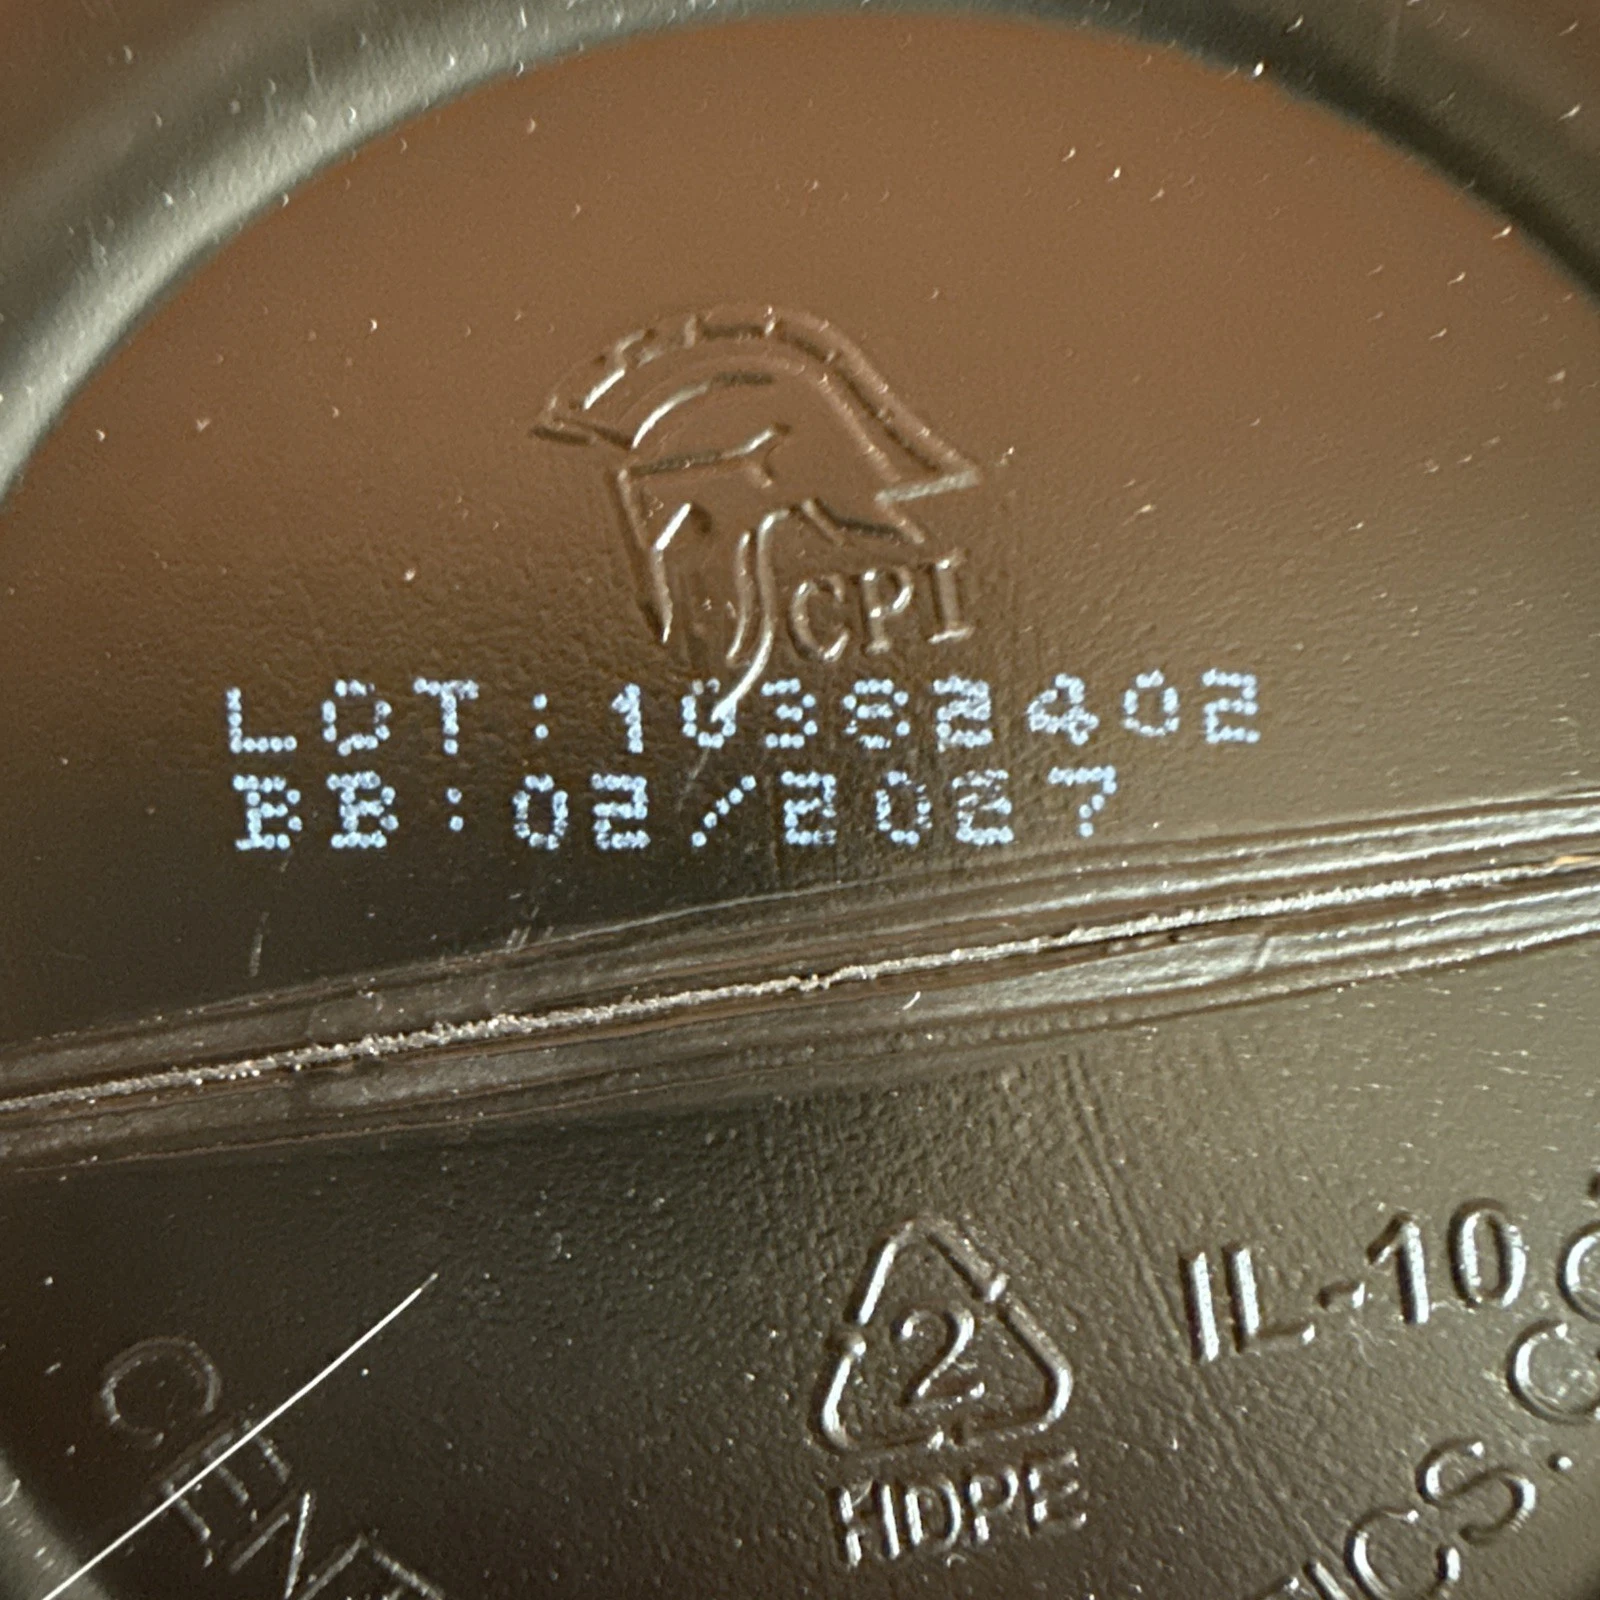 CPI
LOT:10382402
BB:02/2027
IL-10
2
HDPE